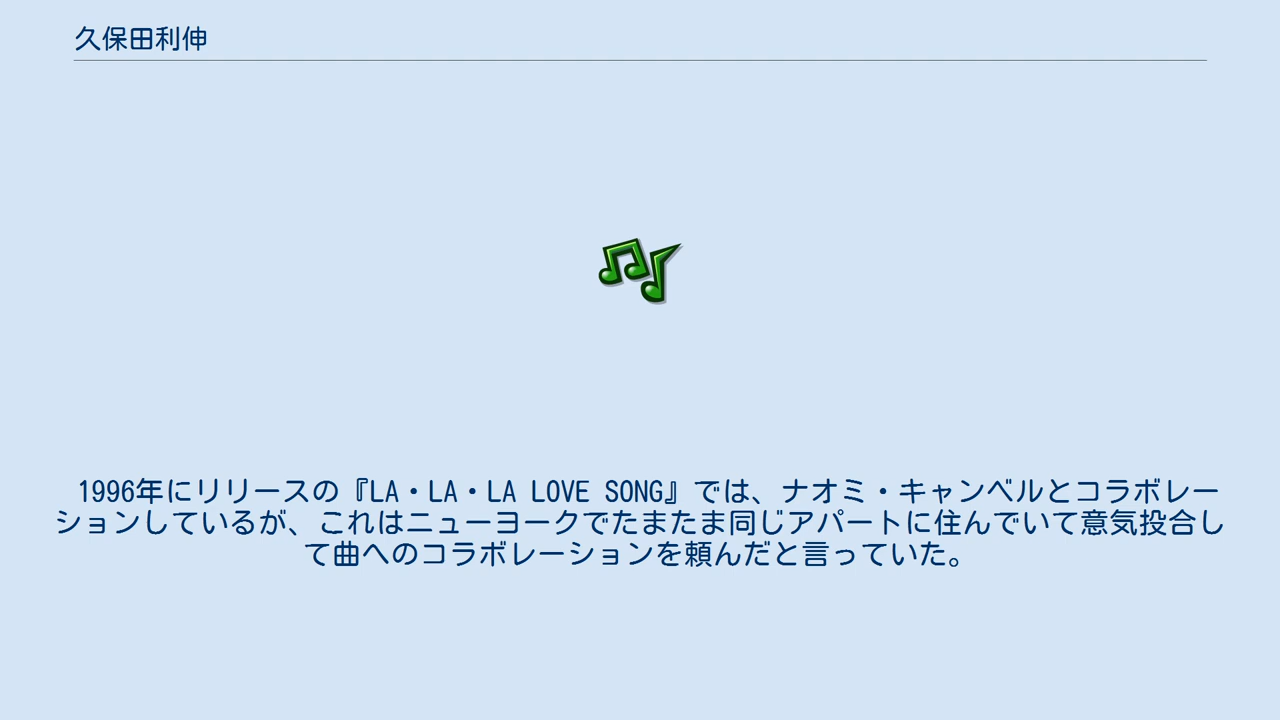 久保田利伸
1996年にリリースの『LA・LA・LA LOVE SONG』では、ナオミ・キャンベルとコラボレー
ションしているが、これはニューヨークでたまたま同じアパートに住んでいて意気投合し
て曲へのコラボレーションを頼んだと言っていた。